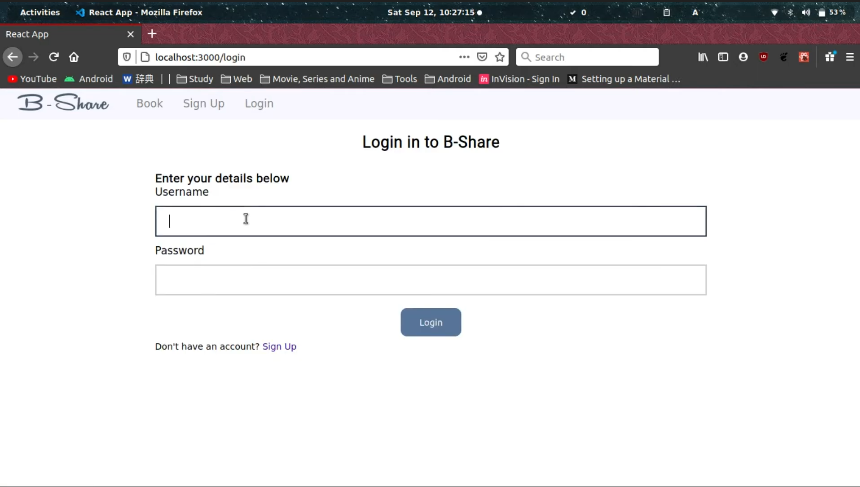 Activities React App - Mozilla Firefox Sat Sep 12, 10:27:15 0 A 53 %
React App
localhost:3000/login Search
YouTube Android 辞典 Study Web Movie, Series and Anime Tools Android InVision - Sign In Setting up a Material ...
B - Share Book Sign Up Login
Login in to B-Share
Enter your details below
Username
Password
Login
Don't have an account? Sign Up